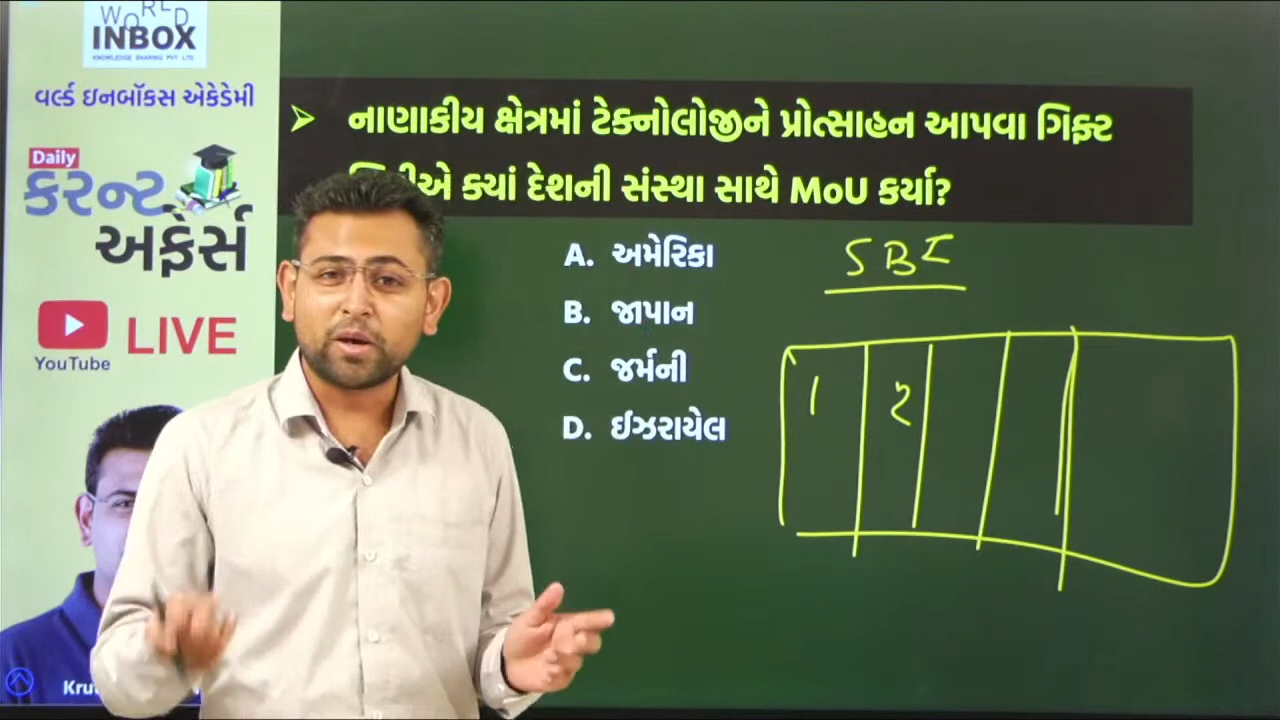 WORLD
INBOX
KNOWLEDGE SHARING PVT. LTD
વર્લ્ડ ઇનબૉક્સ એકેડેમી
Daily
કરન્ટ
અફેર્સ
YouTube
LIVE
નાણાકીય ક્ષેત્રમાં ટેક્નોલોજીને પ્રોત્સાહન આપવા ગિફ્ટ
ક્યાં દેશની સંસ્થા સાથે MoU કર્યા?
A. અમેરિકા
B. જાપાન
C. જર્મની
D. ઇઝરાયેલ
SBI
1 2